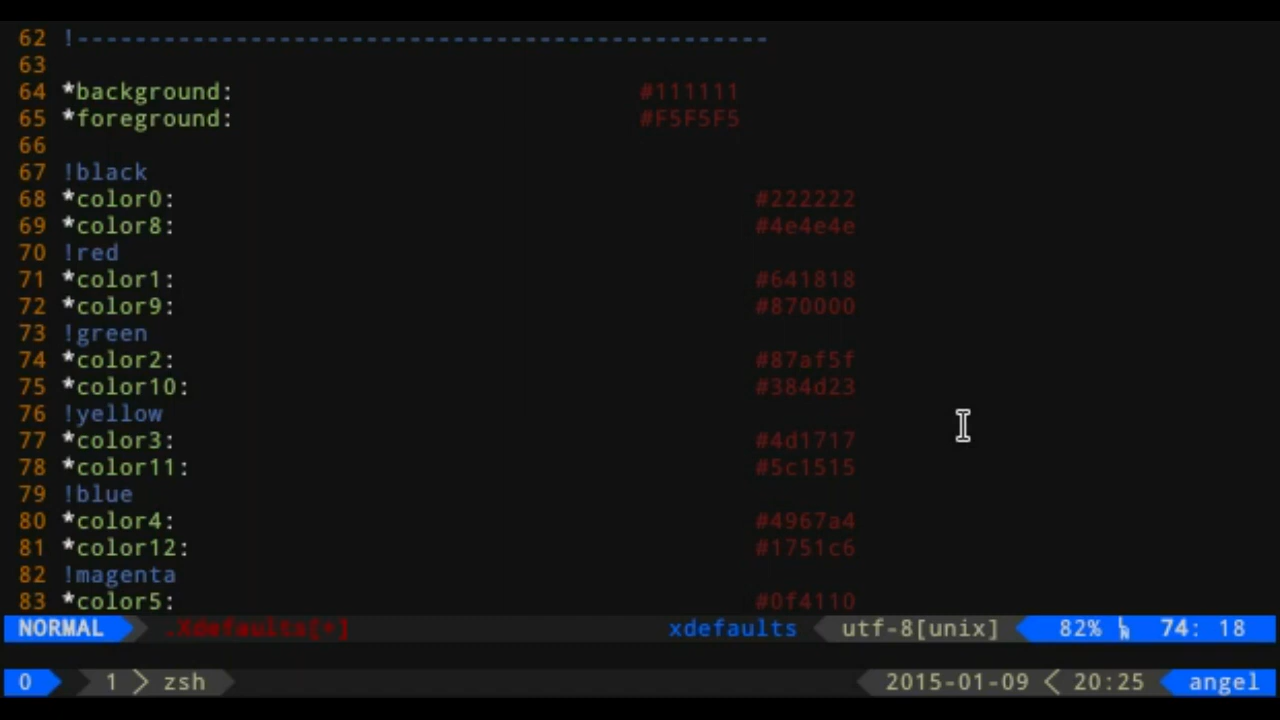 62 !------------------------------------------------
63
64 *background: #111111
65 *foreground: #F5F5F5
66
67 !black
68 *color0: #222222
69 *color8: #4e4e4e
70 !red
71 *color1: #641818
72 *color9: #870000
73 !green
74 *color2: #87af5f
75 *color10: #384d23
76 !yellow
77 *color3: #4d1717
78 *color11: #5c1515
79 !blue
80 *color4: #4967a4
81 *color12: #1751c6
82 !magenta
83 *color5: #0f4110
NORMAL .Xdefaults[+] xdefaults utf-8[unix] 82% LN 74: 18
0 1 zsh 2015-01-09 20:25 angel